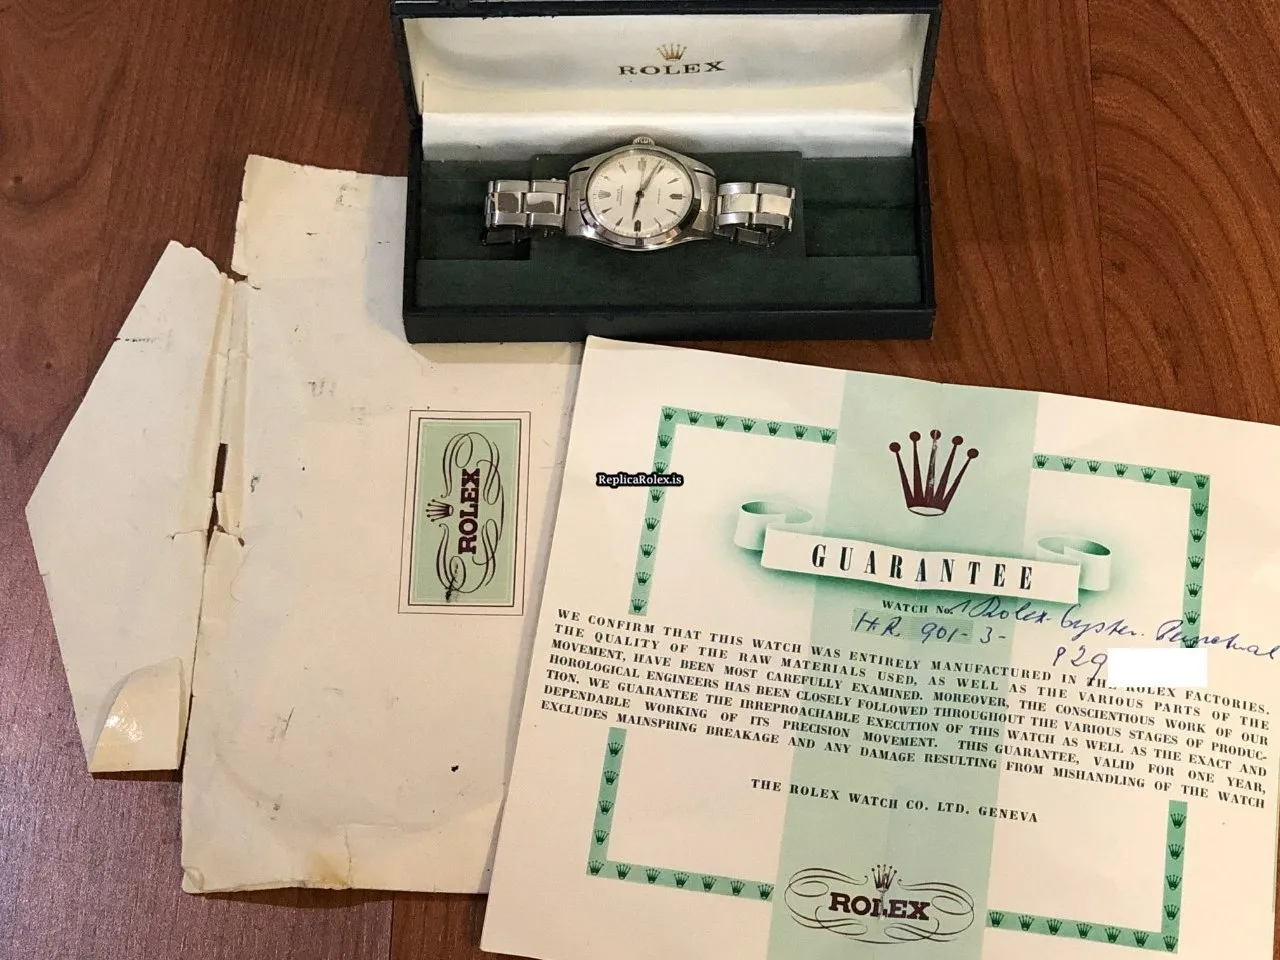 ROLEX
ROLEX
ReplicaRolex.is
GUARANTEE
WATCH No. Rolex Oyster. Perpetual
H.R. 901-3-
929
WE CONFIRM THAT THIS WATCH WAS ENTIRELY MANUFACTURED IN THE ROLEX FACTORIES.
THE QUALITY OF THE RAW MATERIALS USED, AS WELL AS THE VARIOUS PARTS OF THE
MOVEMENT, HAVE BEEN MOST CAREFULLY EXAMINED. MOREOVER, THE CONSCIENTIOUS WORK OF OUR
HOROLOGICAL ENGINEERS HAS BEEN CLOSELY FOLLOWED THROUGHOUT THE VARIOUS STAGES OF PRODUC-
TION. WE GUARANTEE THE IRREPROACHABLE EXECUTION OF THIS WATCH AS WELL AS THE EXACT AND
DEPENDABLE WORKING OF ITS PRECISION MOVEMENT. THIS GUARANTEE, VALID FOR ONE YEAR,
EXCLUDES MAINSPRING BREAKAGE AND ANY DAMAGE RESULTING FROM MISHANDLING OF THE WATCH
THE ROLEX WATCH CO. LTD. GENEVA
ROLEX